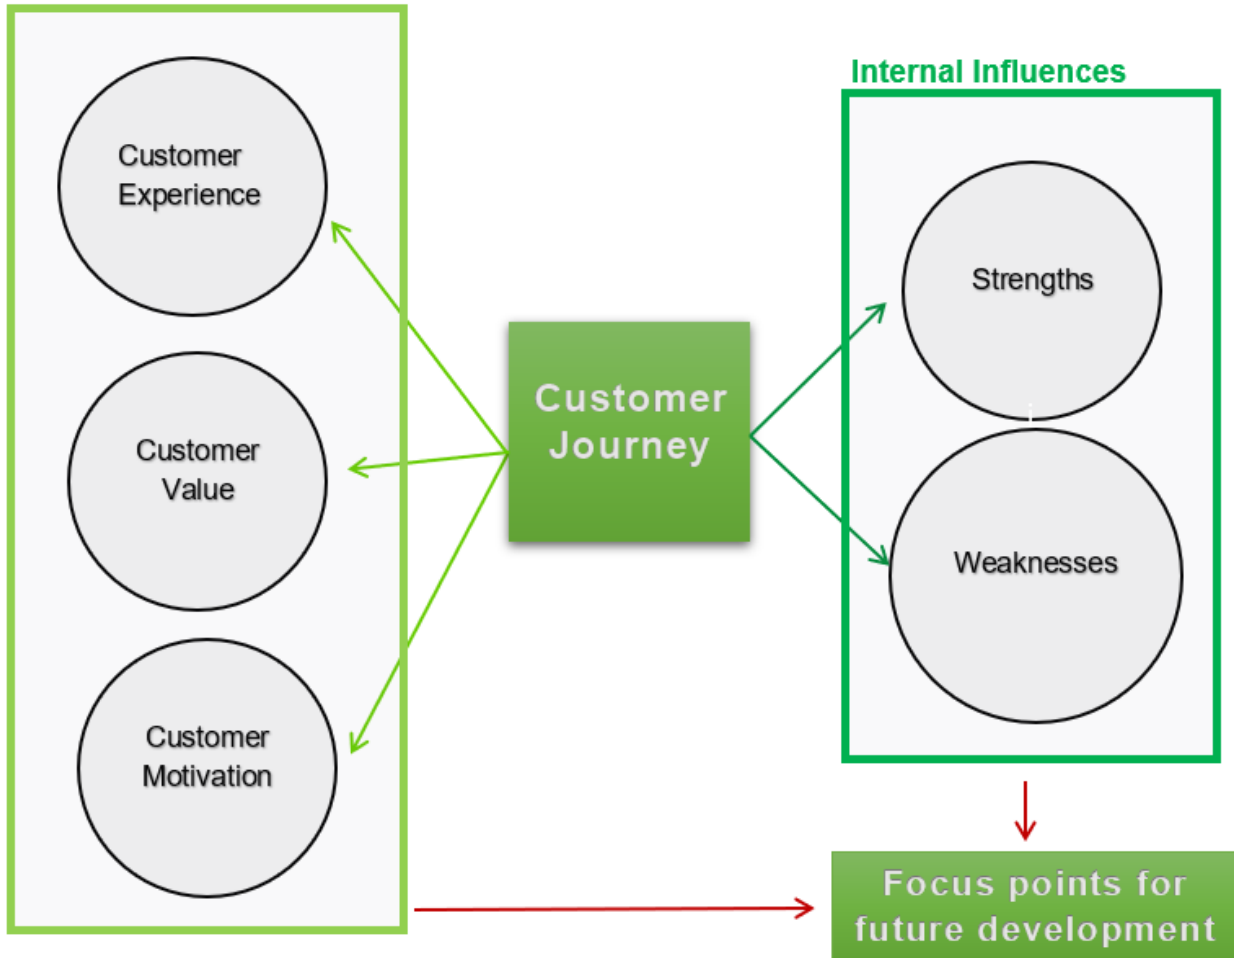 Customer
Experience
Customer
Value
Customer
Motivation
Customer
Journey
Internal Influences
Strengths
i
Weaknesses
Focus points for
future development